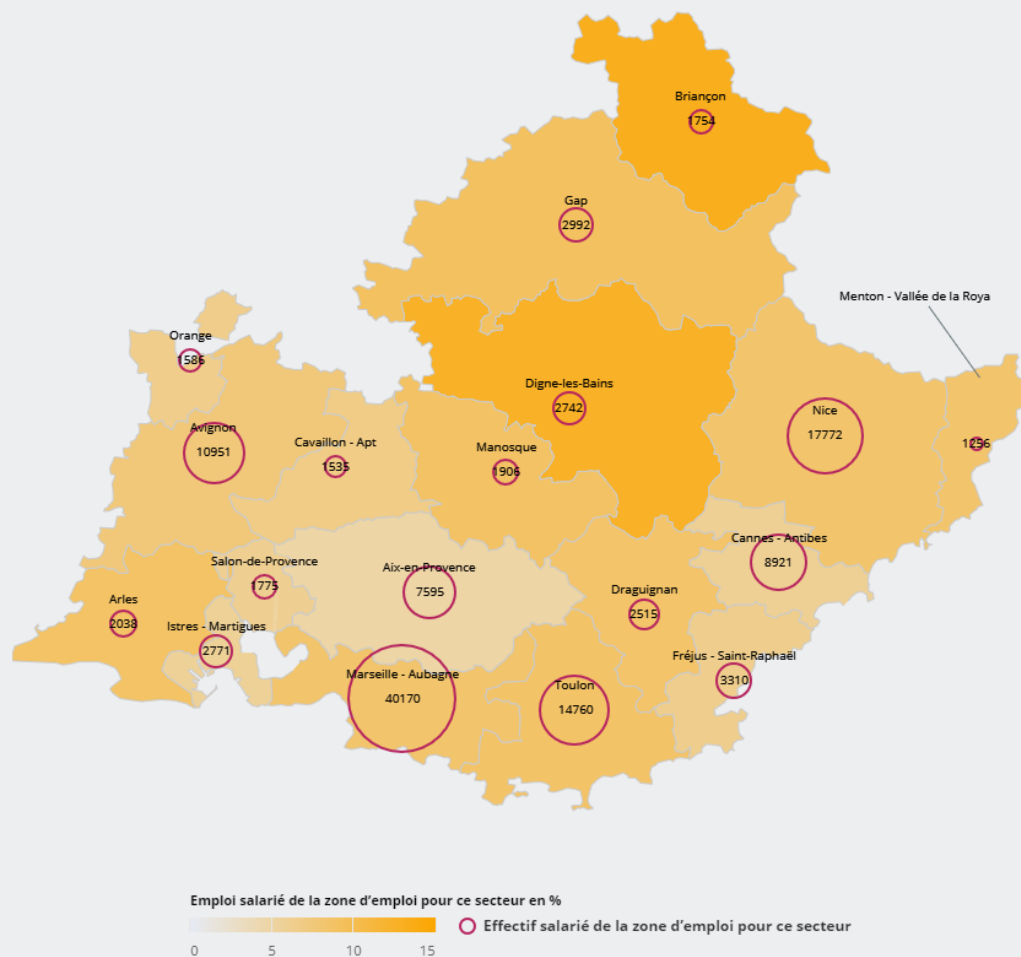 Briançon
1754
Gap
2992
Menton - Vallée de la Roya
Orange
1586
Digne-les-Bains
2742
Nice
17772
Avignon
10951
Cavaillon - Apt
1535
Manosque
1906
1256
Cannes - Antibes
8921
Salon-de-Provence
1775
Aix-en-Provence
7595
Draguignan
2515
Arles
2038
Istres - Martigues
2771
Fréjus - Saint-Raphaël
3310
Marseille - Aubagne
40170
Toulon
14760
Emploi salarié de la zone d'emploi pour ce secteur en %
Effectif salarié de la zone d'emploi pour ce secteur
0 5 10 15